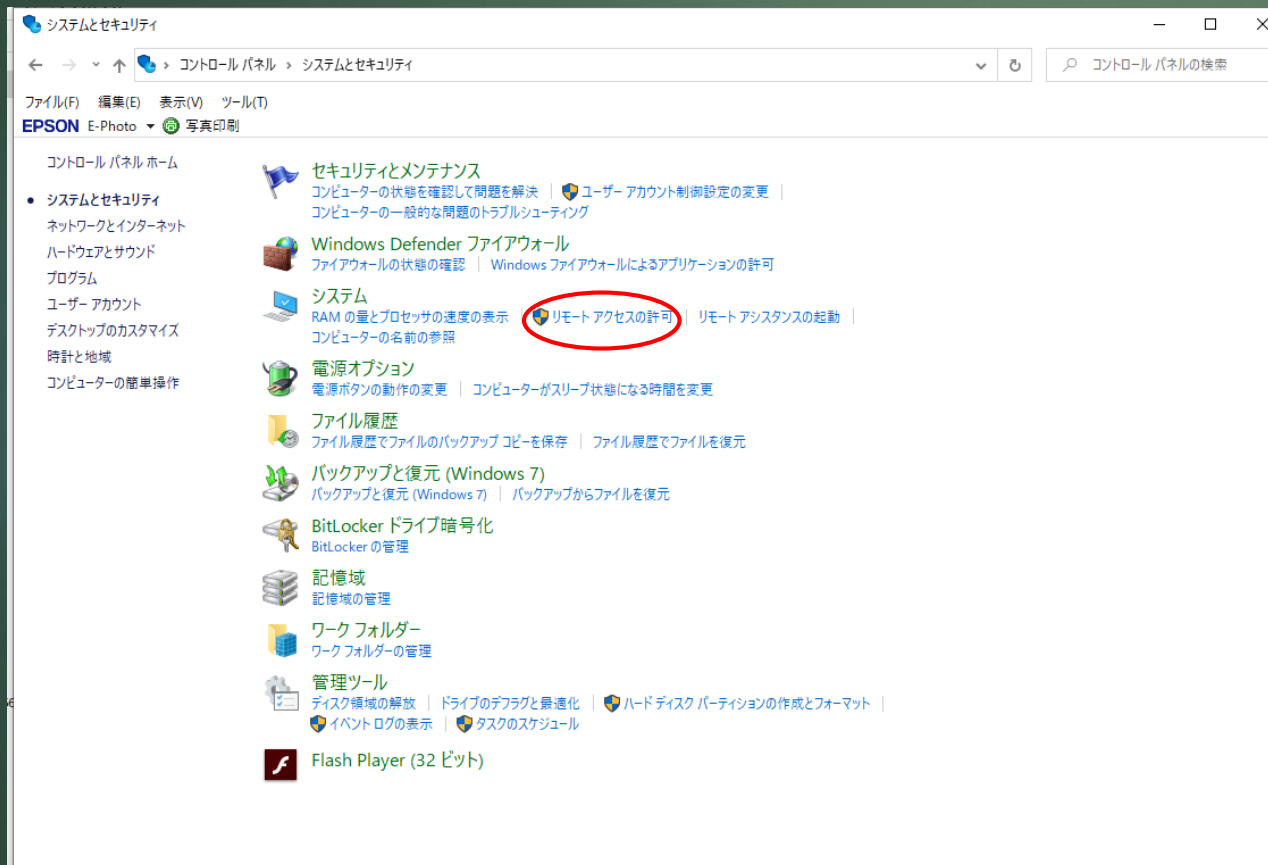 システムとセキュリティ
コントロール パネル › システムとセキュリティ
コントロール パネルの検索
ファイル(F) 編集(E) 表示(V) ツール(T)
EPSON E-Photo 写真印刷
コントロール パネル ホーム
システムとセキュリティ
ネットワークとインターネット
ハードウェアとサウンド
プログラム
ユーザー アカウント
デスクトップのカスタマイズ
時計と地域
コンピューターの簡単操作
セキュリティとメンテナンス
コンピューターの状態を確認して問題を解決 ユーザー アカウント制御設定の変更
コンピューターの一般的な問題のトラブルシューティング
Windows Defender ファイアウォール
ファイアウォールの状態の確認 Windows ファイアウォールによるアプリケーションの許可
システム
RAM の量とプロセッサの速度の表示 リモート アクセスの許可 リモート アシスタンスの起動
コンピューターの名前の参照
電源オプション
電源ボタンの動作の変更 コンピューターがスリープ状態になる時間を変更
ファイル履歴
ファイル履歴でファイルのバックアップ コピーを保存 ファイル履歴でファイルを復元
バックアップと復元 (Windows 7)
バックアップと復元 (Windows 7) バックアップからファイルを復元
BitLocker ドライブ暗号化
BitLocker の管理
記憶域
記憶域の管理
ワーク フォルダー
ワーク フォルダーの管理
管理ツール
ディスク領域の解放 ドライブのデフラグと最適化 ハード ディスク パーティションの作成とフォーマット
イベント ログの表示 タスクのスケジュール
Flash Player (32 ビット)